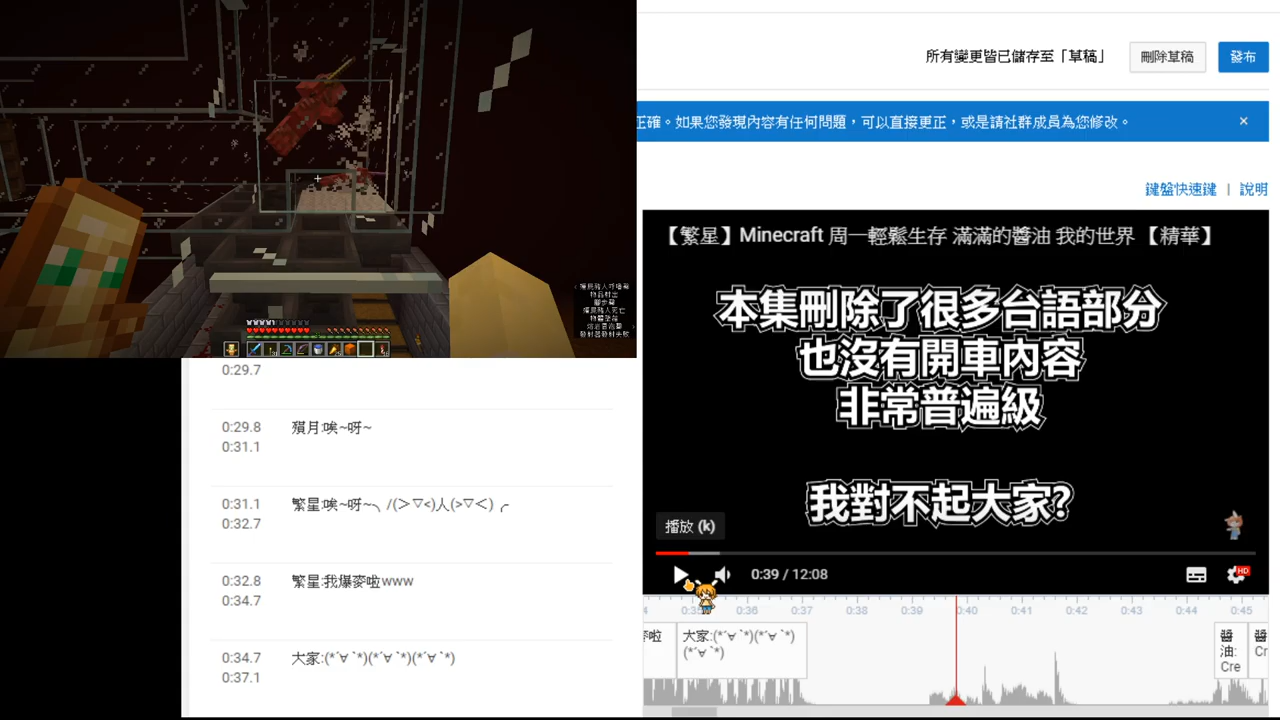 所有變更皆已儲存至「草稿」
刪除草稿
發布
正確。如果您發現內容有任何問題，可以直接更正，或是請社群成員為您修改。
×
鍵盤快速鍵 | 說明
【繁星】Minecraft 周一輕鬆生存 滿滿的醬油 我的世界 【精華】
本集刪除了很多台語部分
也沒有開車內容
非常普遍級
我對不起大家?
播放 (k)
0:39 / 12:08
HD
0:36 0:37 0:38 0:39 0:40 0:41 0:42 0:43 0:44 0:45
麥啦
大家:(*´∀`*)(*´∀`*)
(*´∀`*)
醬
油:
Cre
醬
Cr
0:29.7
0:29.8
殞月:唉~呀~
0:31.1
0:31.1
繁星:唉~呀~╮/(＞▽<)人(>▽＜)╭
0:32.7
0:32.8
繁星:我爆麥啦www
0:34.7
0:34.7
大家:(*´∀`*)(*´∀`*)(*´∀`*)
0:37.1